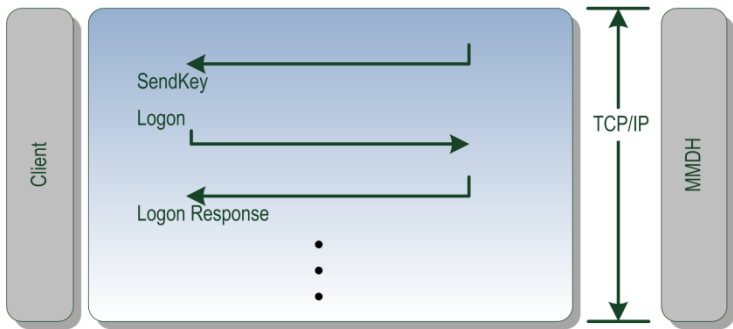 Client
SendKey
Logon
Logon Response
TCP/IP
MMDH